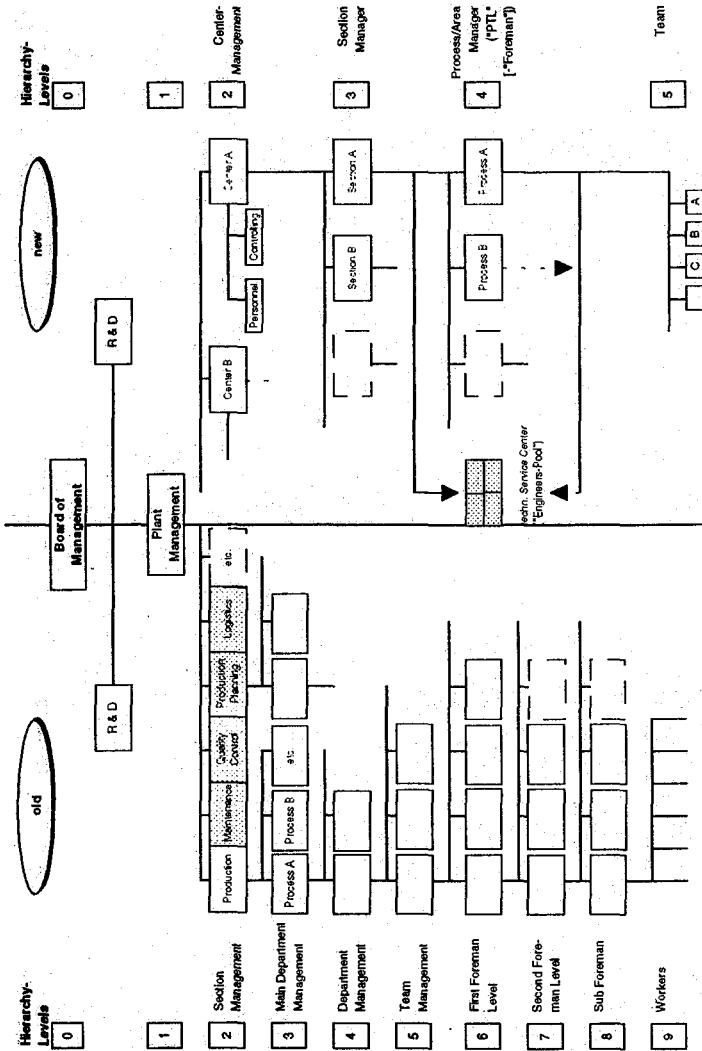 old
new
Hierarchy-
Levels
0
1
2
Section
Management
3
Main Department
Management
4
Department
Management
5
Team
Management
6
First Foreman
Level
7
Second Fore-
man Level
8
Sub Foreman
9
Workers
Board of
Management
R & D
R & D
Plant
Management
Production
Maintenance
Quality
Control
Production
Planning
Logistics
etc.
Process A
Process B
etc.
Center B
Center A
Personnel
Controlling
Section B
Section A
Process B
Process A
Techn. Service Center
"Engineers-Pool")
C
B
A
Hierarchy-
Levels
0
1
2
Center-
Management
3
Section
Manager
4
Process/Area
Manager
("PTL"
[-"Foreman"])
5
Team